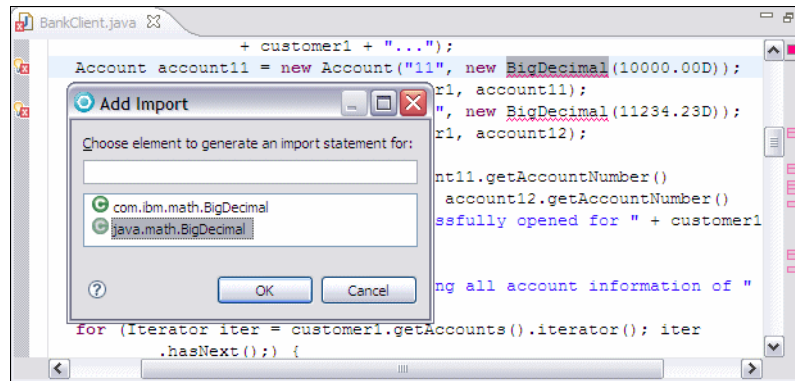 BankClient.java
+ customer1 + "...");
Account account11 = new Account("11", new BigDecimal(10000.00D));
Add Import
r1, account11);
", new BigDecimal(11234.23D));
Choose element to generate an import statement for:
r1, account12);
nt11.getAccountNumber()
com.ibm.math.BigDecimal
account12.getAccountNumber()
java.math.BigDecimal
ssfully opened for " + customer1
OK
Cancel
ng all account information of "
for (Iterator iter = customer1.getAccounts().iterator(); iter
.hasNext();) {